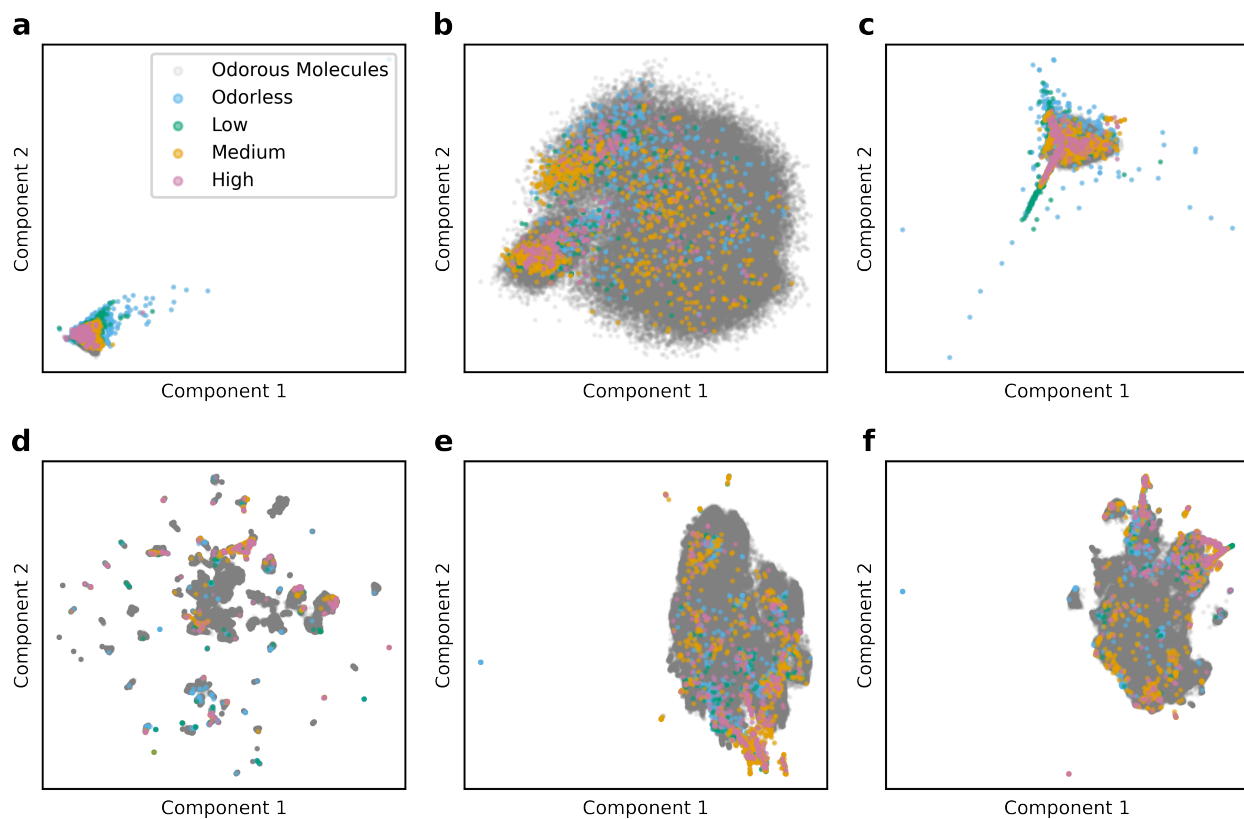 a
Odorous Molecules
Odorless
Low
Medium
High
Component 2
Component 1
b
Component 2
Component 1
c
Component 2
Component 1
d
Component 2
Component 1
e
Component 2
Component 1
f
Component 2
Component 1